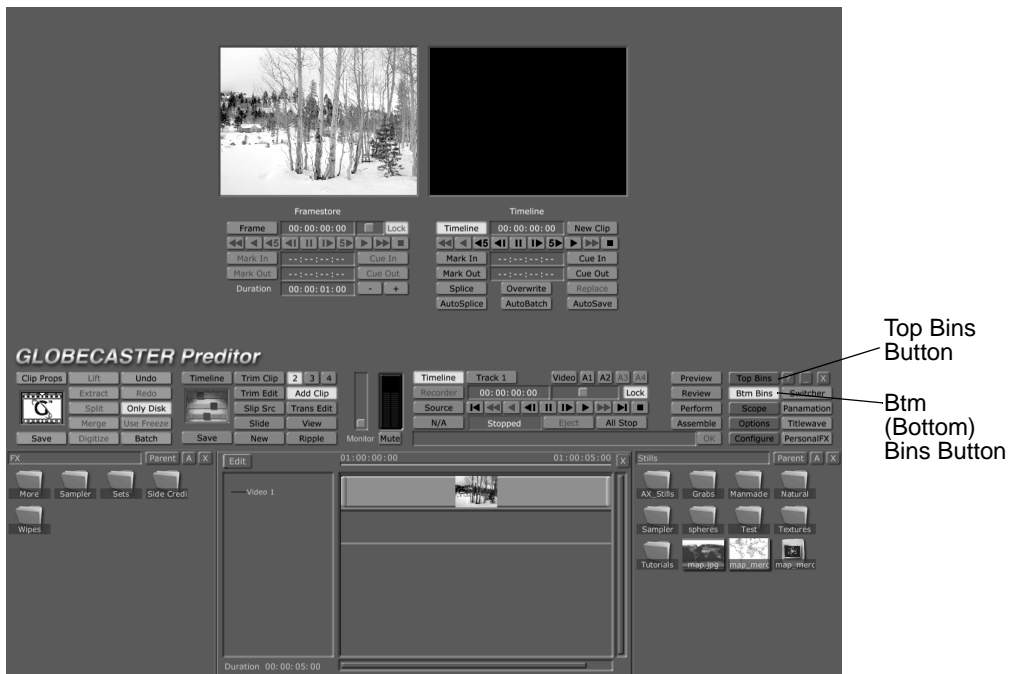 Framestore
Timeline
Frame 00:00:00:00 Lock
Timeline 00:00:00:00 New Clip
5 5
5 5
Mark In --:--:--:-- Cue In
Mark In --:--:--:-- Cue In
Mark Out --:--:--:-- Cue Out
Mark Out --:--:--:-- Cue Out
Duration 00:00:01:00 - +
Splice Overwrite Replace
AutoSplice AutoBatch AutoSave
Top Bins
Button
Btm
(Bottom)
Bins Button
GLOBECASTER Preditor
Clip Props Lift Undo
Extract Redo
Split Only Disk
Merge Use Freeze
Save Digitize Batch
Timeline Trim Clip 2 3 4
Trim Edit Add Clip
Slip Src Trans Edit
Slide View
Save New Ripple
Monitor Mute
Timeline Track 1 Video A1 A2 A3 A4
Recorder 00:00:00:00 Lock
Source
N/A Stopped Eject All Stop
OK
Preview Top Bins ? _ X
Review Btm Bins Switcher
Perform Scope Panamation
Assemble Options Titlewave
Configure PersonalFX
FX Parent A X
More Sampler Sets Side Credi
Wipes
Edit 01:00:00:00 01:00:05:00 X
Video 1
Duration 00:00:05:00
Stills Parent A X
AX_Stills Grabs Manmade Natural
Sampler spheres Test Textures
Tutorials map.jpg map_merc map_merc